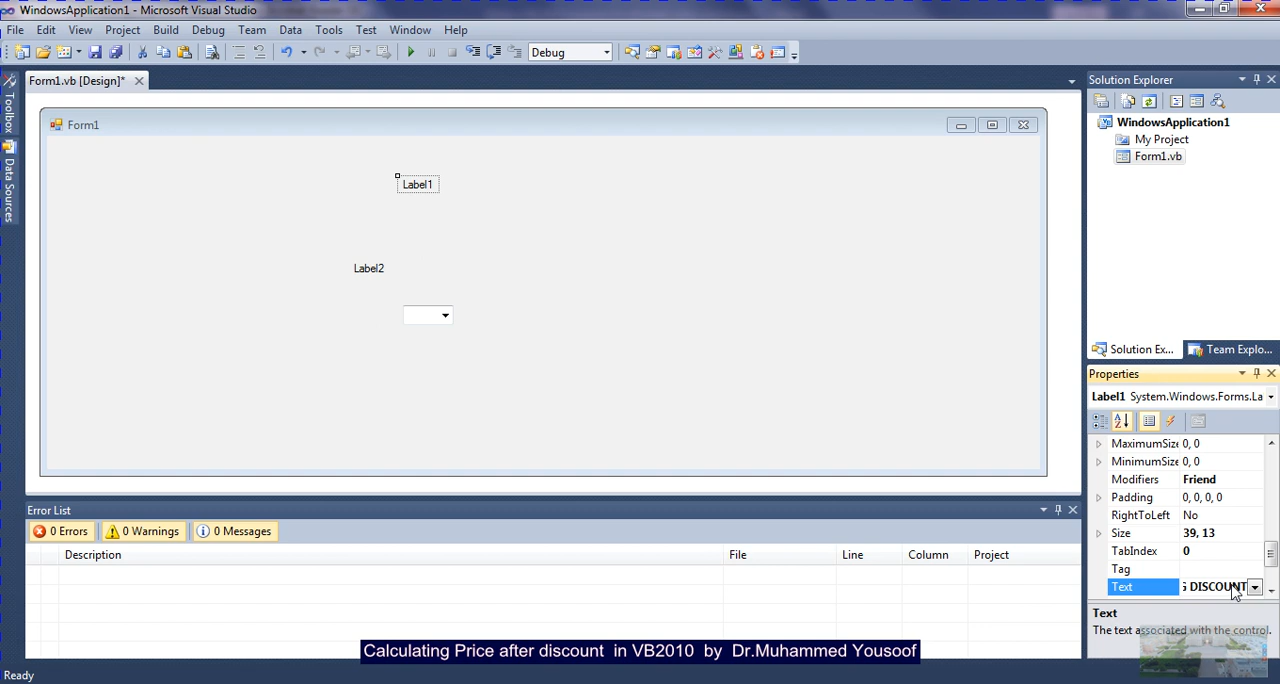 WindowsApplication1 - Microsoft Visual Studio
File Edit View Project Build Debug Team Data Tools Test Window Help
Debug
Form1.vb [Design]*
Toolbox
Data Sources
Form1
Label1
Label2
Solution Explorer
WindowsApplication1
My Project
Form1.vb
Solution Ex... Team Explo...
Properties
Label1 System.Windows.Forms.La
MaximumSize 0, 0
MinimumSize 0, 0
Modifiers Friend
Padding 0, 0, 0, 0
RightToLeft No
Size 39, 13
TabIndex 0
Tag
Text DISCOUNT
Text
The text associated with the control.
Error List
0 Errors 0 Warnings 0 Messages
Description File Line Column Project
Calculating Price after discount in VB2010 by Dr.Muhammed Yousoof
Ready